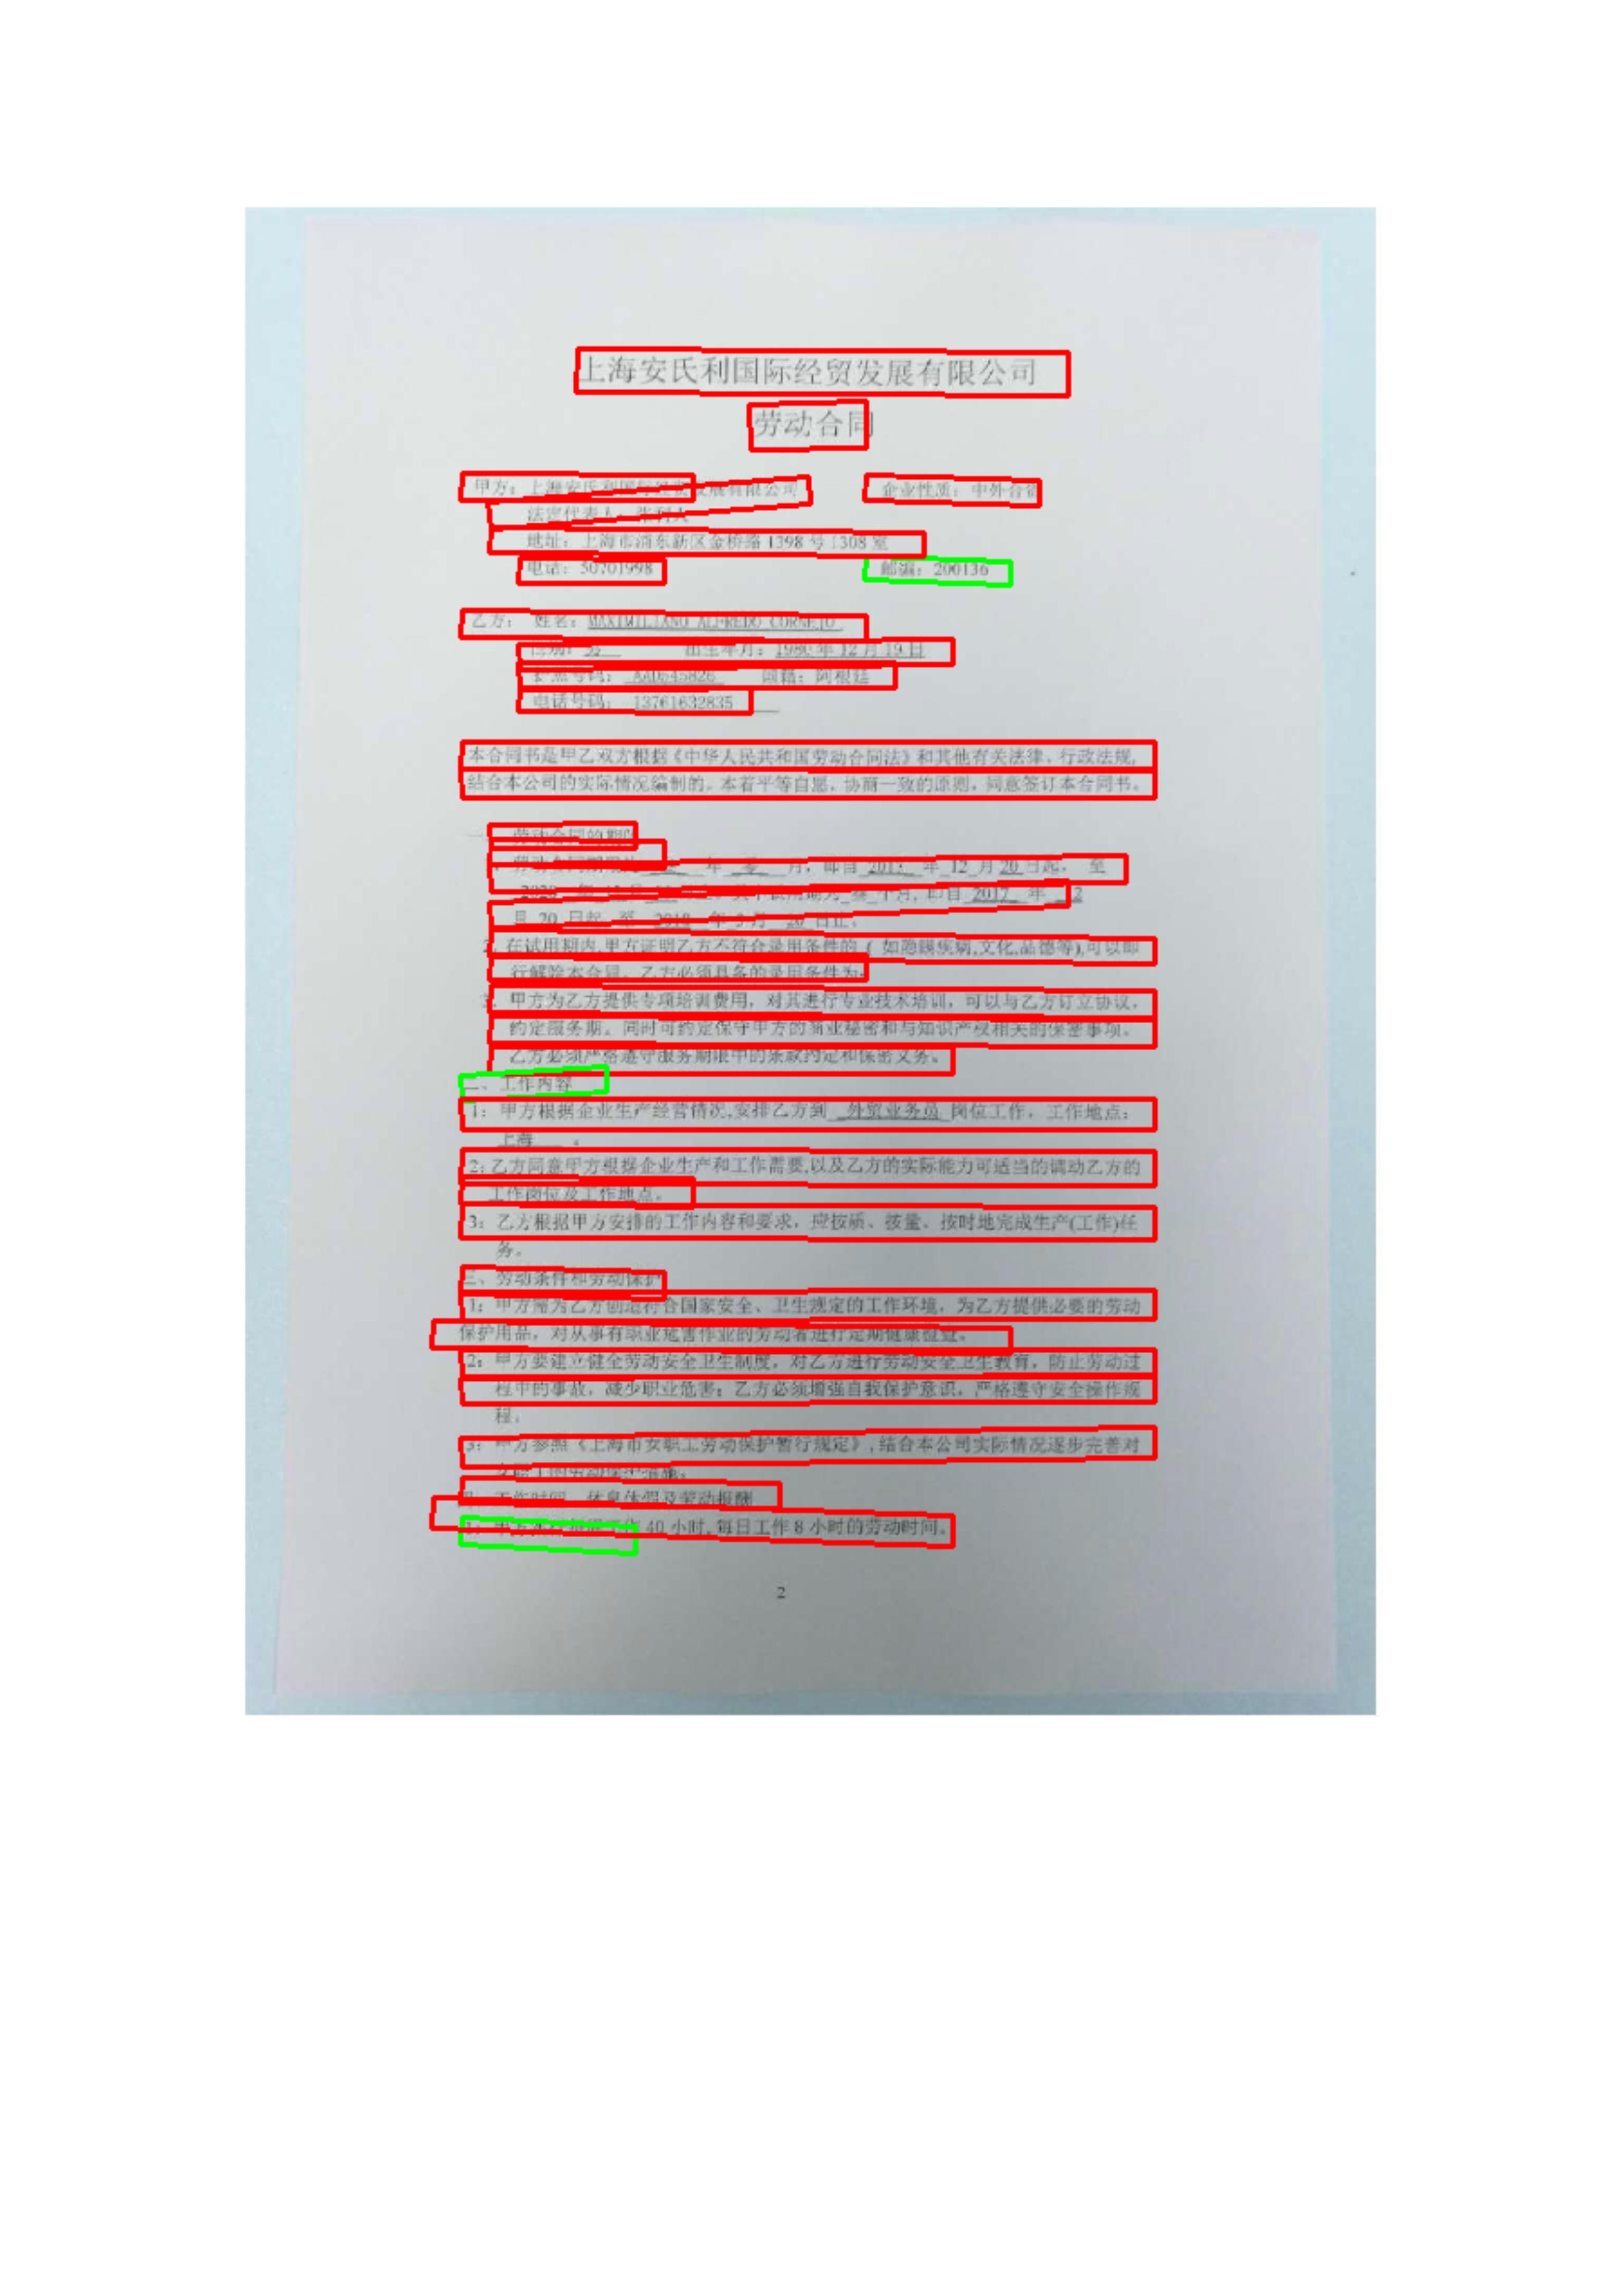 上海安氏利国际经贸发展有限公司
劳动合同
甲方：上海安氏利国际经贸发展有限公司 企业性质：中外合资
法定代表人：张利人
地址：上海市浦东新区金桥路1398号1308室
电话：50701998 邮编：200136
乙方： 姓名：MAXIMILIANO ALFREDO CORNEJO
性别：男 出生年月：1980年12月19日
护照号码： AAD645826 国籍：阿根廷
电话号码： 13761632835
本合同书是甲乙双方根据《中华人民共和国劳动合同法》和其他有关法律，行政法规，
结合本公司的实际情况编制的。本着平等自愿，协商一致的原则，同意签订本合同书。
一、劳动合同的期限
劳动合同期限为 年 零 月，即自 2017 年 12 月 20 日起， 至
2020 年 月 试用期为 叁 个月，即自 2017 年 12
月 20 日起 至 2018 年 3 月 20 日止。
2. 在试用期内,甲方证明乙方不符合录用条件的（ 如隐瞒疾病,文化,品德等),可以即
行解除本合同。乙方必须具备的录用条件为:
3. 甲方为乙方提供专项培训费用，对其进行专业技术培训，可以与乙方订立协议，
约定服务期。同时可约定保守甲方的商业秘密和与知识产权相关的保密事项。
乙方必须严格遵守服务期限中的条款约定和保密义务。
二、工作内容
1：甲方根据企业生产经营情况,安排乙方到 外贸业务员 岗位工作，工作地点：
上海 。
2：乙方同意甲方根据企业生产和工作需要,以及乙方的实际能力可适当的调动乙方的
工作岗位及工作地点。
3：乙方根据甲方安排的工作内容和要求，应按质、按量、按时地完成生产(工作)任
务。
三、劳动条件和劳动保护
1：甲方需为乙方创造符合国家安全、卫生规定的工作环境，为乙方提供必要的劳动
保护用品，对从事有职业危害作业的劳动者进行定期健康检查。
2：甲方要建立健全劳动安全卫生制度，对乙方进行劳动安全卫生教育，防止劳动过
程中的事故，减少职业危害；乙方必须增强自我保护意识，严格遵守安全操作规
程。
3：甲方参照《上海市女职工劳动保护暂行规定》,结合本公司实际情况逐步完善对
女职工的劳动保护措施。
四、工作时间、休息休假及劳动报酬
1：甲方实行每周工作 40 小时,每日工作 8 小时的劳动时间。
2